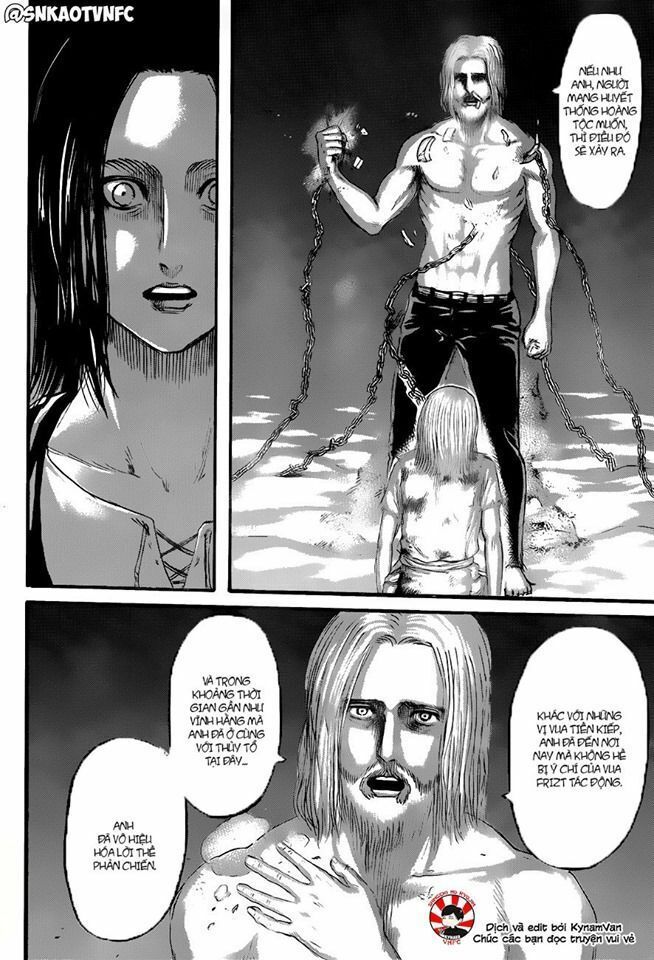 @SNKAOTVNFC
NẾU NHƯ
ANH, NGƯỜI
MANG HUYẾT
THỐNG HOÀNG
TỘC MUỐN,
THÌ ĐIỀU ĐÓ
SẼ XẢY RA.
KHÁC VỚI NHỮNG
VỊ VUA TIỀN KIẾP,
ANH ĐÃ ĐẾN NƠI
NAY MÀ KHÔNG HỀ
BỊ Ý CHÍ CỦA VUA
FRIZT TÁC ĐỘNG.
VÀ TRONG
KHOẢNG THỜI
GIAN GẦN NHƯ
VĨNH HẰNG MÀ
ANH ĐÃ Ở CÙNG
VỚI THỦY TỔ
TẠI ĐÂY...
ANH
ĐÃ VÔ HIỆU
HÓA LỜI THỀ
PHẢN CHIẾN.
VNFC
Dịch và edit bởi KynamVan
Chúc các bạn đọc truyện vui vẻ